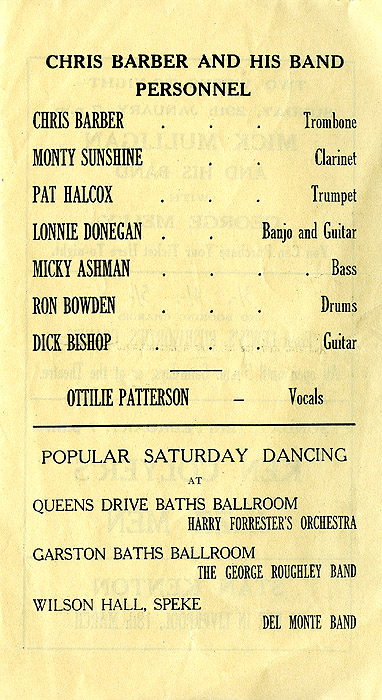 CHRIS BARBER AND HIS BAND
PERSONNEL
CHRIS BARBER . . . Trombone
MONTY SUNSHINE . . Clarinet
PAT HALCOX . . . Trumpet
LONNIE DONEGAN . Banjo and Guitar
MICKY ASHMAN . . . . Bass
RON BOWDEN . . . Drums
DICK BISHOP . . . Guitar
OTTILIE PATTERSON – Vocals
POPULAR SATURDAY DANCING
AT
QUEENS DRIVE BATHS BALLROOM
HARRY FORRESTER'S ORCHESTRA
GARSTON BATHS BALLROOM
THE GEORGE ROUGHLEY BAND
WILSON HALL, SPEKE
DEL MONTE BAND